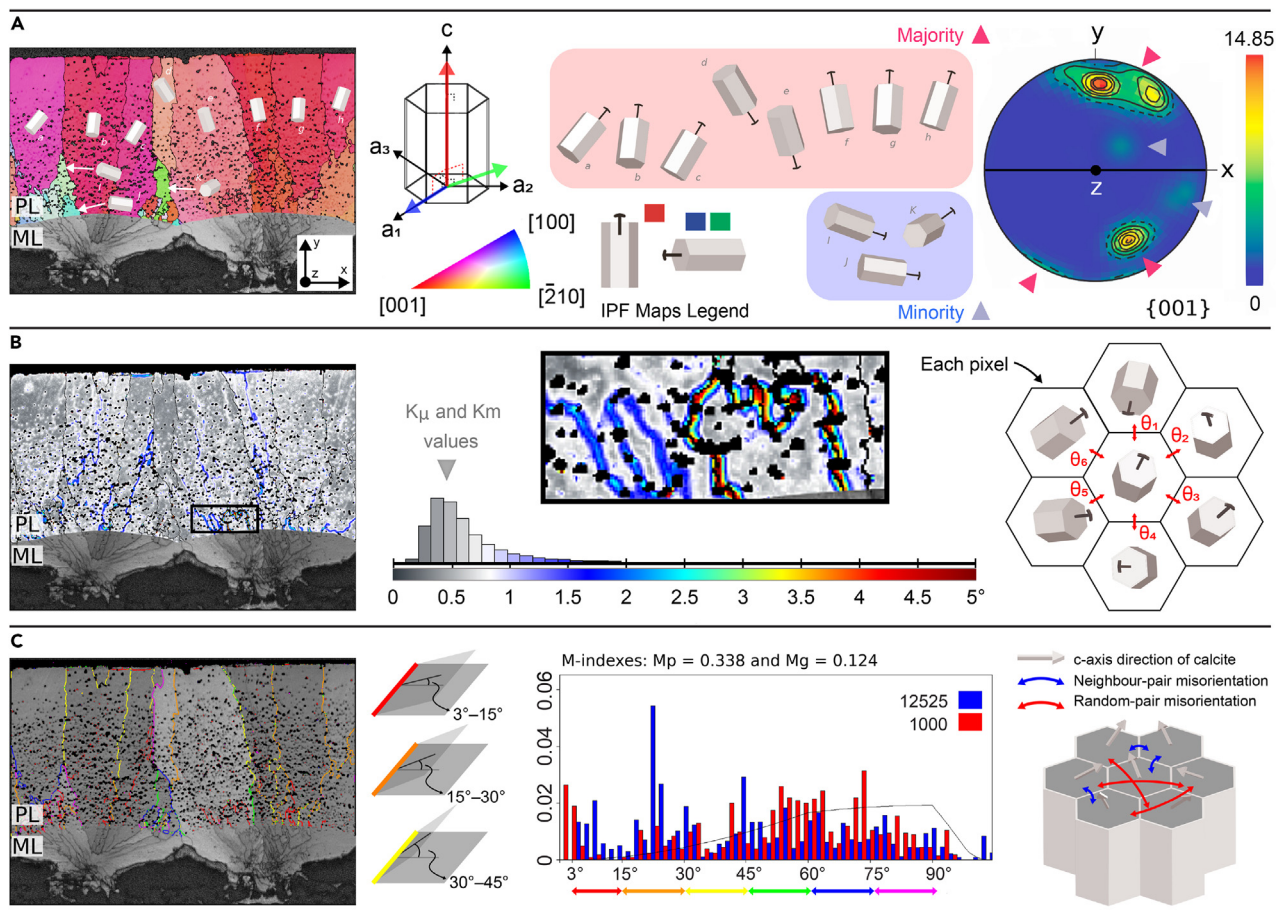 A
PL
ML
a
b
c
d
e
f
g
h
i
k
y
z
x
c
a₃
a₂
a₁
[100]
[001]
[2̄10]
a
b
c
d
e
f
g
h
IPF Maps Legend
Majority
I
J
K
Minority
y
x
z
{001}
14.85
0
B
PL
ML
Kμ and Km
values
0 0.5 1 1.5 2 2.5 3 3.5 4 4.5 5°
Each pixel
θ₁
θ₂
θ₃
θ₄
θ₅
θ₆
C
PL
ML
3°–15°
15°–30°
30°–45°
M-indexes: Mp = 0.338 and Mg = 0.124
12525
1000
0.06
0.04
0.02
0
3° 15° 30° 45° 60° 75° 90°
c-axis direction of calcite
Neighbour-pair misorientation
Random-pair misorientation